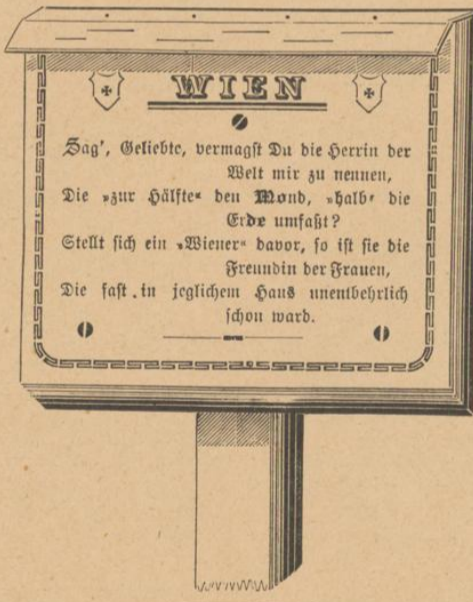 WIEN
Sag', Geliebte, vermagst Du die Herrin der
Welt mir zu nennen,
Die »zur Hälfte« den Mond, »halb« die
Erde umfaßt?
Stellt sich ein »Wiener« davor, so ist sie die
Freundin der Frauen,
Die fast in jeglichem Haus unentbehrlich
schon ward.